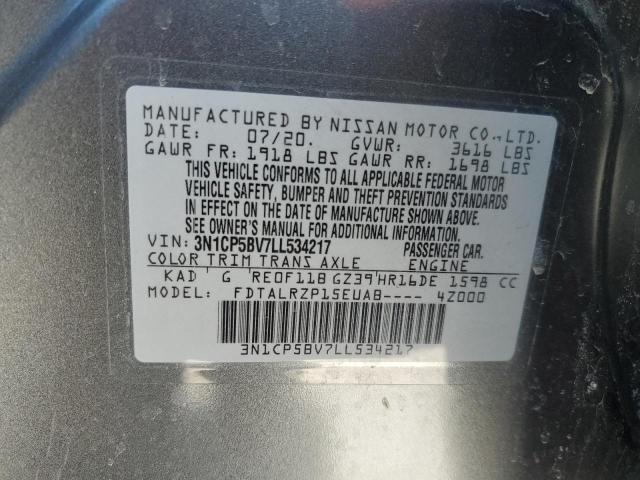 MANUFACTURED BY NISSAN MOTOR CO.,LTD.
DATE: 07/20. GVWR: 3616 LBS
GAWR FR: 1918 LBS GAWR RR: 1698 LBS
THIS VEHICLE CONFORMS TO ALL APPLICABLE FEDERAL MOTOR
VEHICLE SAFETY, BUMPER AND THEFT PREVENTION STANDARDS
IN EFFECT ON THE DATE OF MANUFACTURE SHOWN ABOVE.
SEE OWNER'S MANUAL OR GVWR INFORMATION
VIN: 3N1CP5BV7LL534217 PASSENGER CAR.
COLOR TRIM TRANS AXLE ENGINE
KAD G RE0F11B GZ39 HR16DE 1598 CC
MODEL: FDTALRZP15EUAB---- 4Z000
3N1CP5BV7LL534217